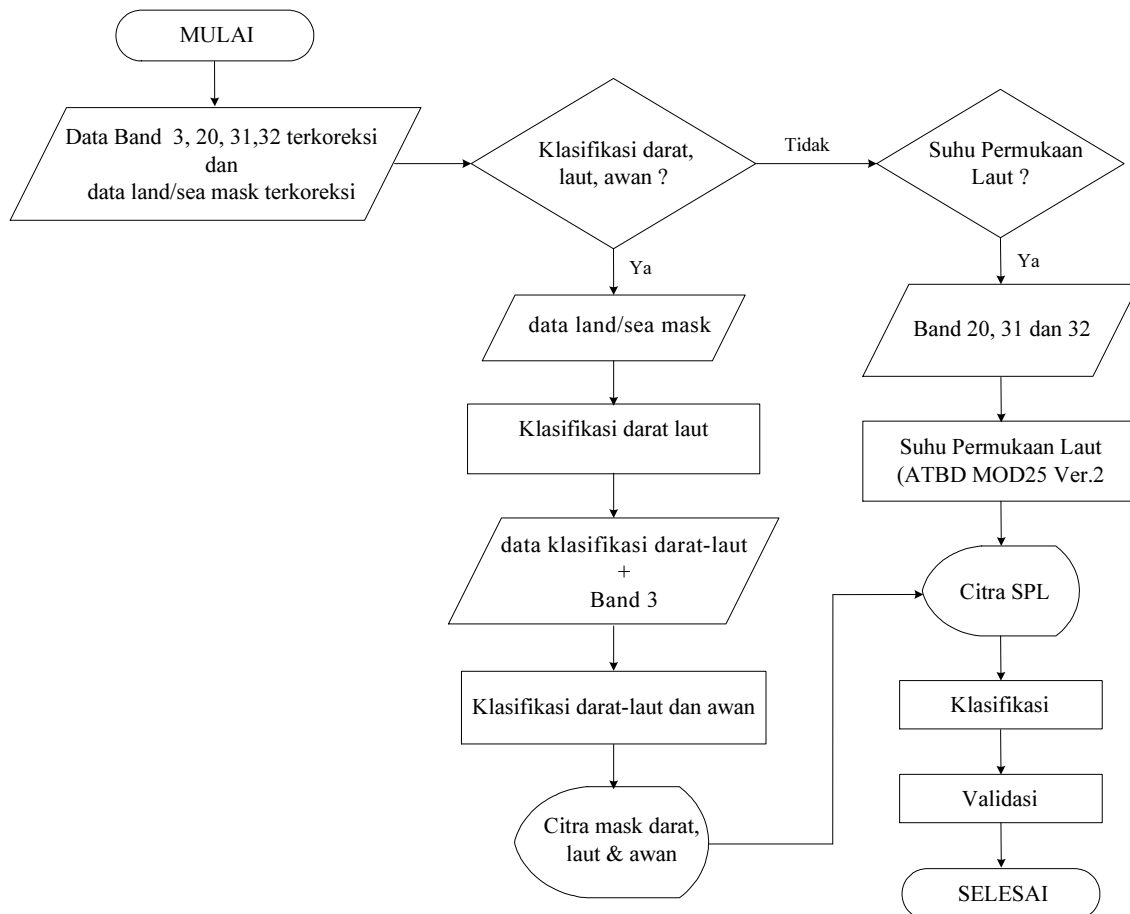 MULAI
Data Band 3, 20, 31,32 terkoreksi
dan
data land/sea mask terkoreksi
Klasifikasi darat,
laut, awan ?
Tidak
Suhu Permukaan
Laut ?
Ya
data land/sea mask
Klasifikasi darat laut
data klasifikasi darat-laut
+
Band 3
Klasifikasi darat-laut dan awan
Citra mask darat,
laut & awan
Ya
Band 20, 31 dan 32
Suhu Permukaan Laut
(ATBD MOD25 Ver.2
Citra SPL
Klasifikasi
Validasi
SELESAI